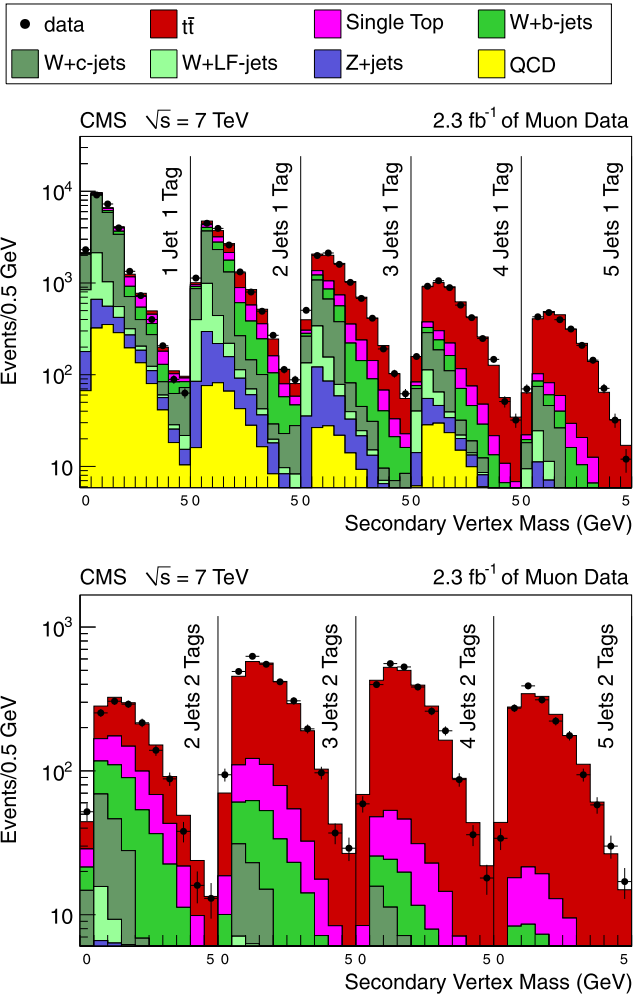 data tt̄ Single Top W+b-jets
W+c-jets W+LF-jets Z+jets QCD
CMS √s = 7 TeV 2.3 fb⁻¹ of Muon Data
Events/0.5 GeV
10⁴
10³
10²
10
1 Jet 1 Tag
2 Jets 1 Tag
3 Jets 1 Tag
4 Jets 1 Tag
5 Jets 1 Tag
0 5 0 5 0 5 0 5 0 5
Secondary Vertex Mass (GeV)
CMS √s = 7 TeV 2.3 fb⁻¹ of Muon Data
Events/0.5 GeV
10³
10²
10
2 Jets 2 Tags
3 Jets 2 Tags
4 Jets 2 Tags
5 Jets 2 Tags
0 5 0 5 0 5 0 5
Secondary Vertex Mass (GeV)